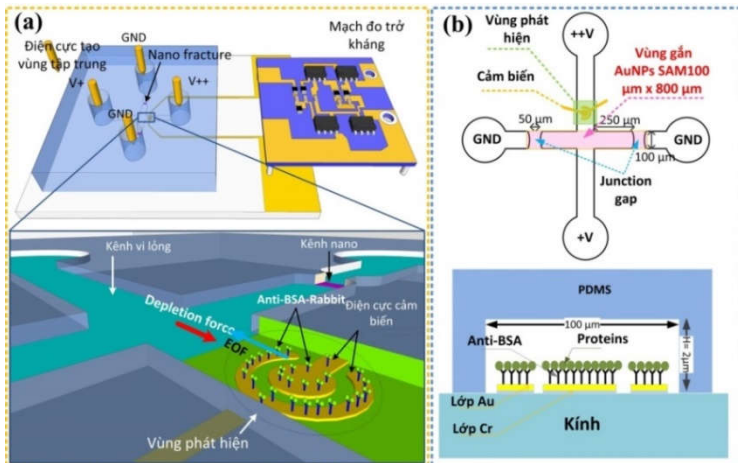 (a)
Điện cực tạo
vùng tập trung
GND
Nano fracture
V+
V++
GND
Mạch đo trở
kháng
Kênh vi lỏng
Kênh nano
Depletion force
EOF
Anti-BSA-Rabbit
Điện cực cảm
biến
Vùng phát hiện
(b)
Vùng phát
hiện
++V
Cảm biến
Vùng gắn
AuNPs SAM100
μm x 800 μm
50 μm
250 μm
GND
GND
100 μm
Junction
gap
+V
PDMS
100 μm
Anti-BSA
Proteins
H= 2μm
Lớp Au
Lớp Cr
Kính